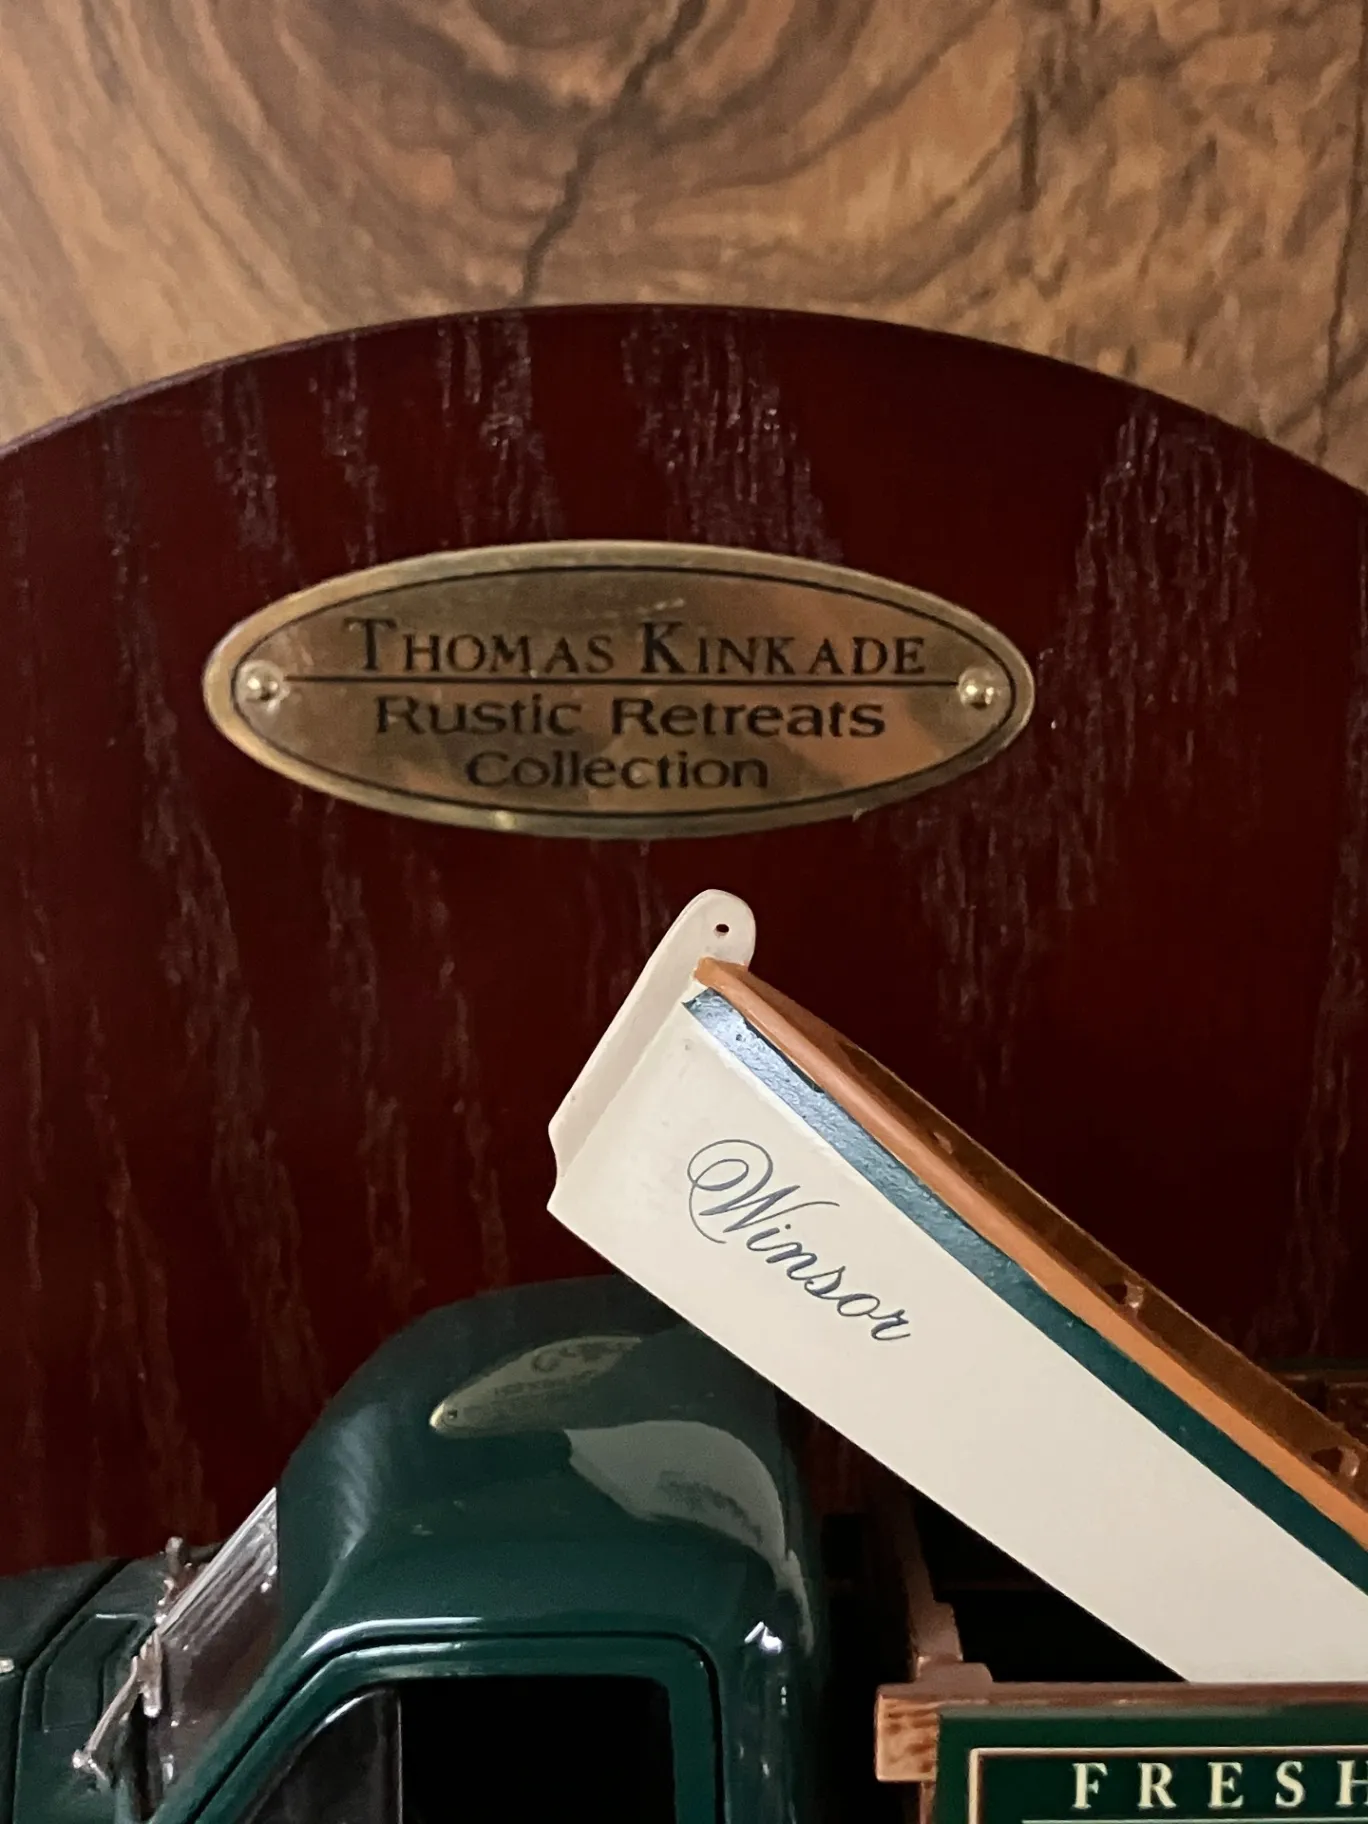 THOMAS KINKADE
Rustic Retreats
Collection
Winsor
FRESH